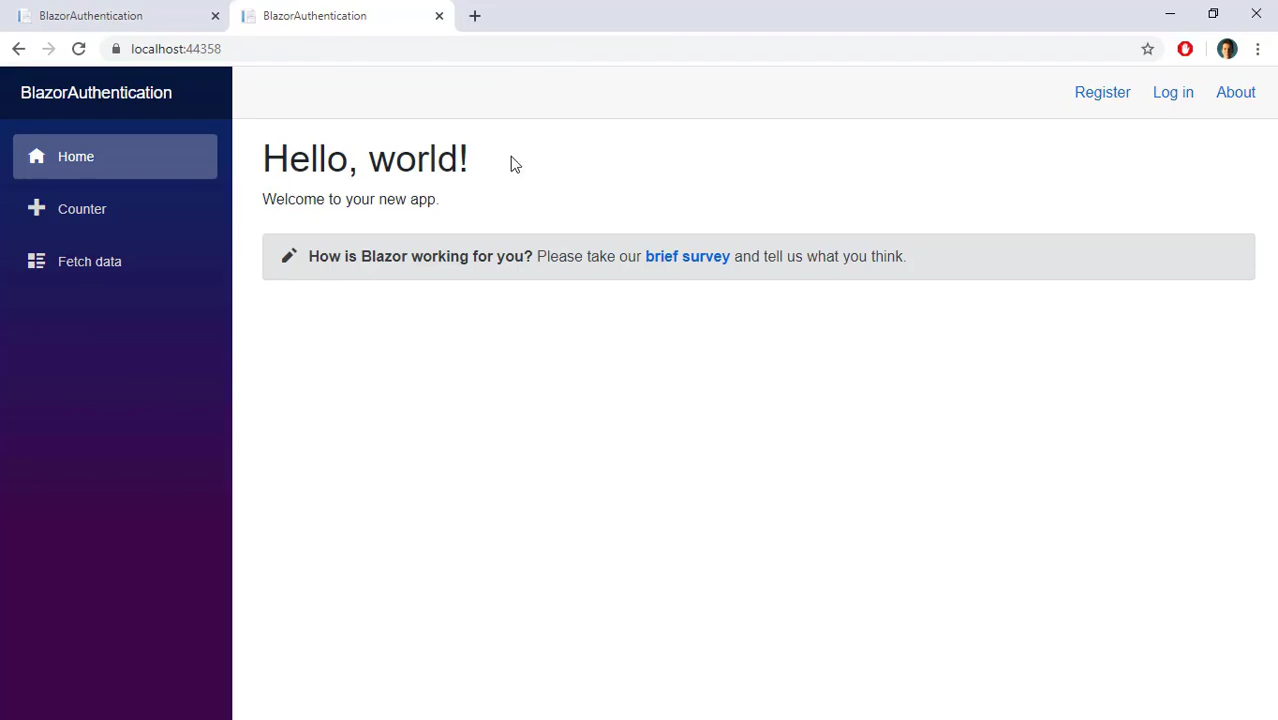 BlazorAuthentication
BlazorAuthentication
localhost:44358
BlazorAuthentication
Register
Log in
About
Home
Counter
Fetch data
Hello, world!
Welcome to your new app.
How is Blazor working for you? Please take our brief survey and tell us what you think.